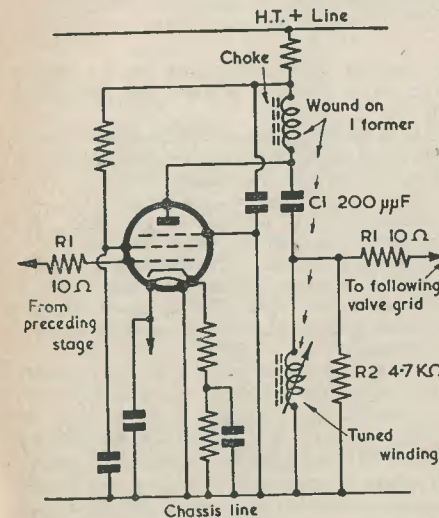 H.T. + Line
Choke
Wound on
1 former
C1 200 μμF
R1
10 Ω
R1 10 Ω
From
preceding
stage
To following
valve grid
R2 4·7 KΩ
Tuned
winding
Chassis line